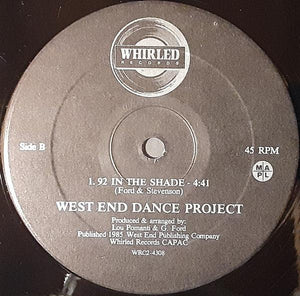 WHIRLED
RECORDS
Side B
45 RPM
M A
P L
1. 92 IN THE SHADE - 4:41
(Ford & Stevenson)
WEST END DANCE PROJECT
Produced & arranged by:
Lou Pomanti & G. Ford
Published 1985 West End Publishing Company
Whirled Records CAPAC
WRC2-4308